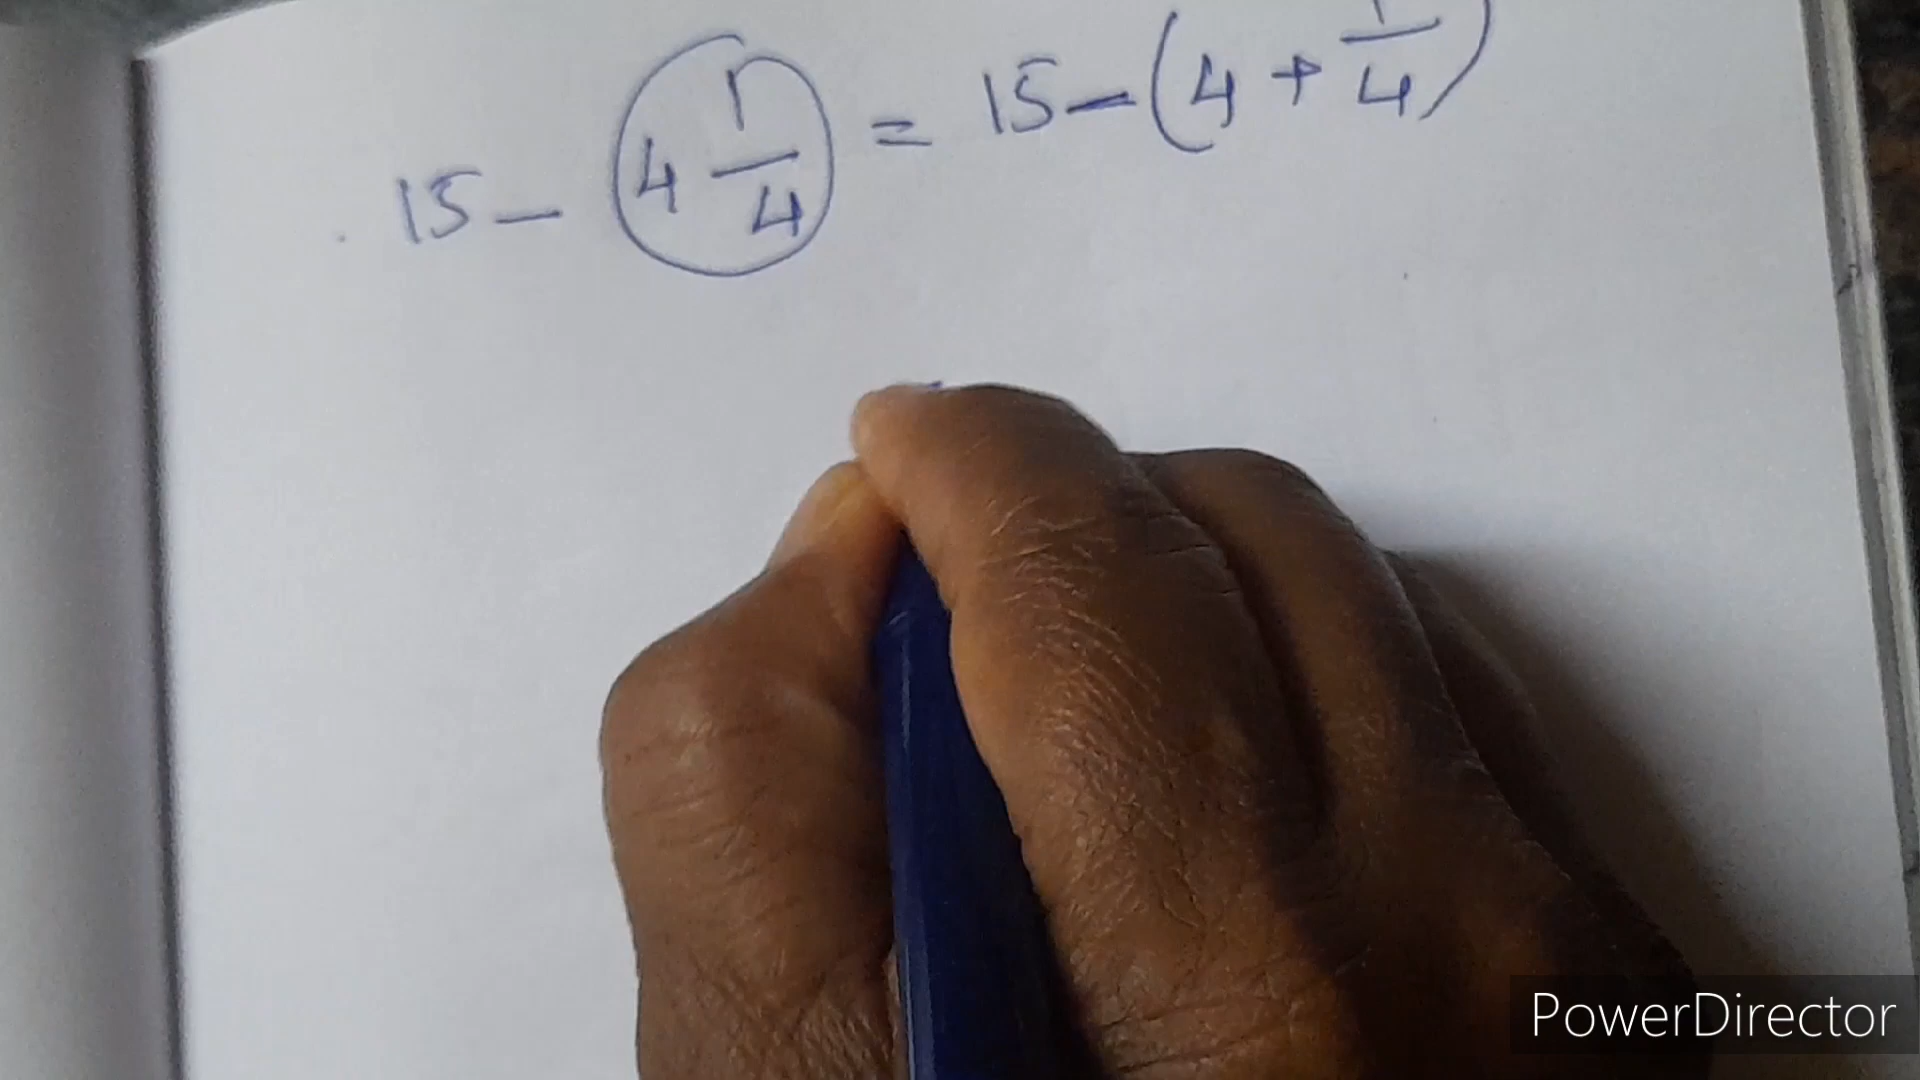 15 - 4 1/4 = 15 - (4 + 1/4)
PowerDirector